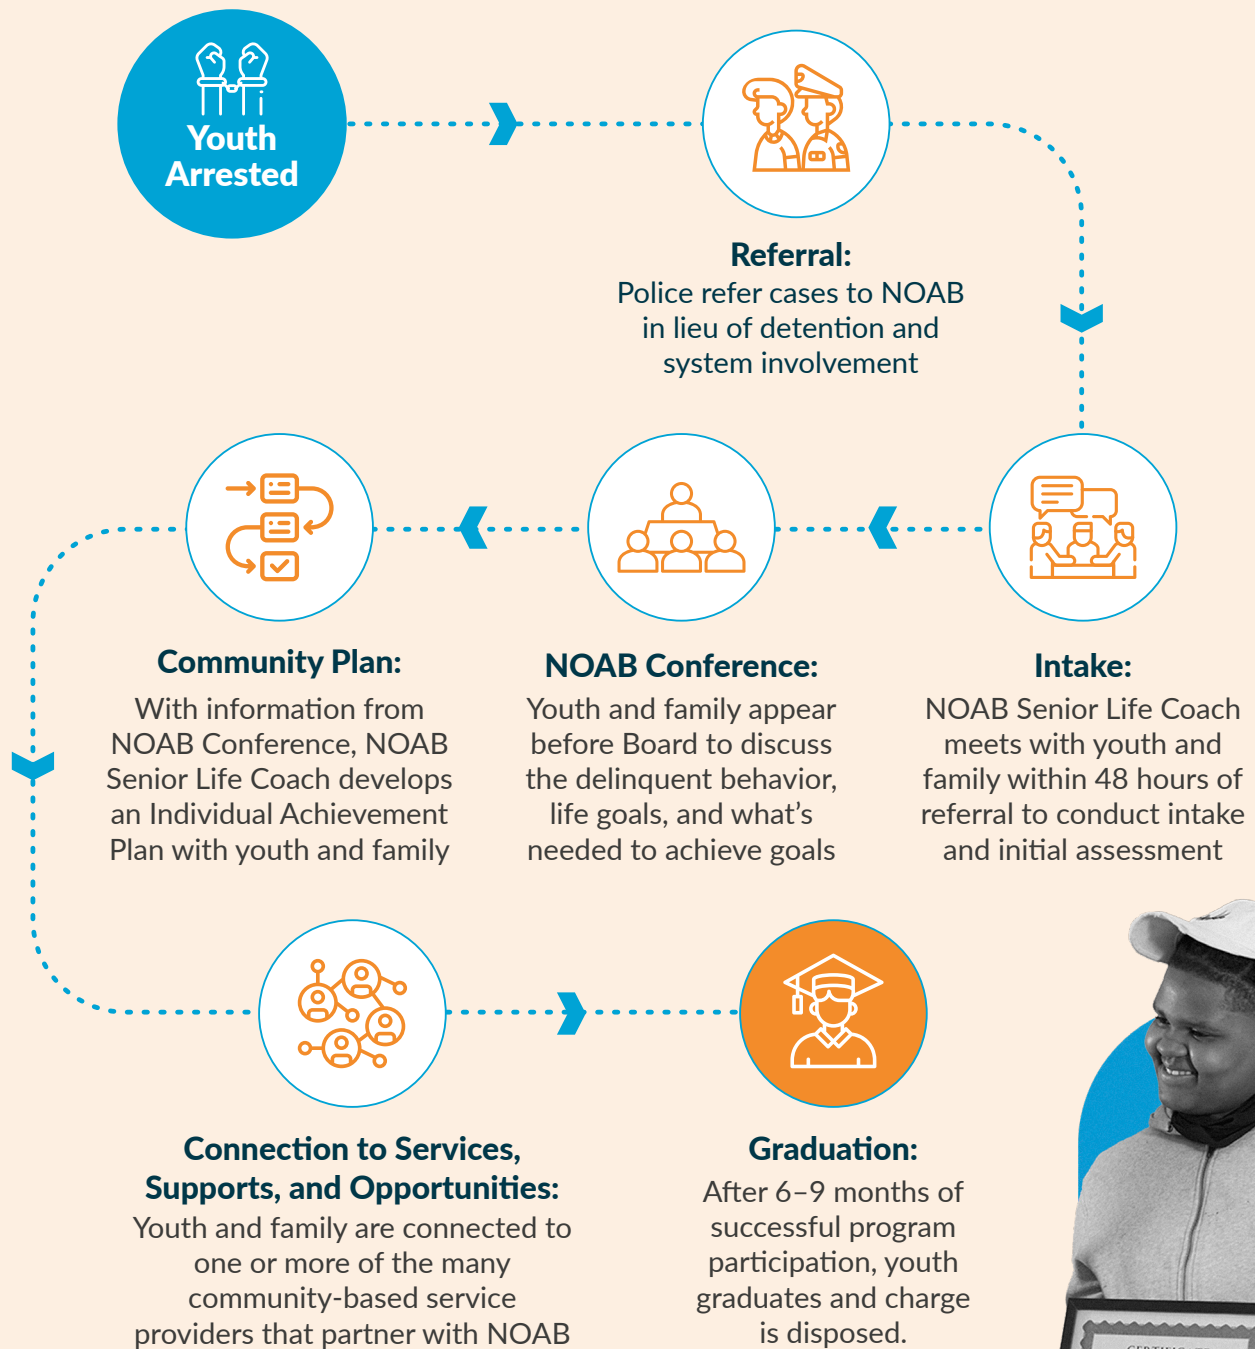 Youth
Arrested
Referral:
Police refer cases to NOAB
in lieu of detention and
system involvement
Intake:
NOAB Senior Life Coach
meets with youth and
family within 48 hours of
referral to conduct intake
and initial assessment
NOAB Conference:
Youth and family appear
before Board to discuss
the delinquent behavior,
life goals, and what's
needed to achieve goals
Community Plan:
With information from
NOAB Conference, NOAB
Senior Life Coach develops
an Individual Achievement
Plan with youth and family
Connection to Services,
Supports, and Opportunities:
Youth and family are connected to
one or more of the many
community-based service
providers that partner with NOAB
Graduation:
After 6–9 months of
successful program
participation, youth
graduates and charge
is disposed.